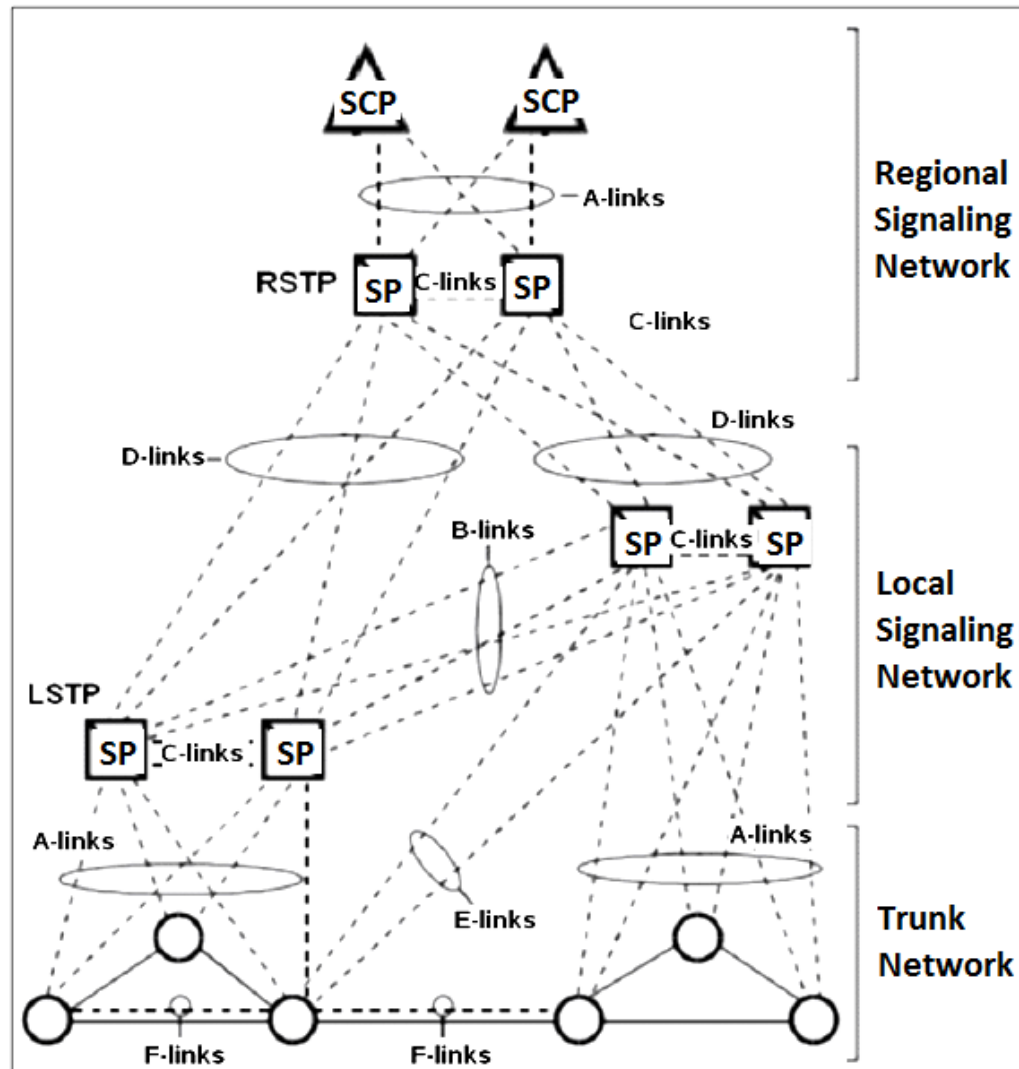 SCP
SCP
A-links
Regional
Signaling
Network
RSTP
SP
C-links
SP
C-links
D-links
D-links
B-links
SP
C-links
SP
Local
Signaling
Network
LSTP
SP
C-links
SP
A-links
A-links
E-links
Trunk
Network
F-links
F-links